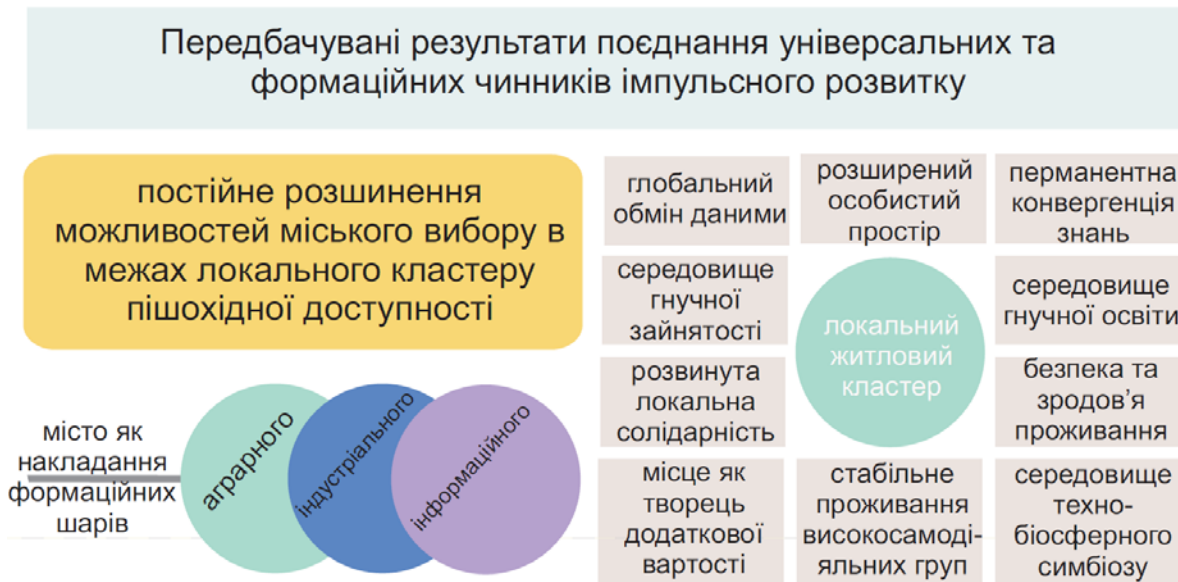 Передбачувані результати поєднання універсальних та
формаційних чинників імпульсного розвитку
постійне розшинення
можливостей міського вибору в
межах локального кластеру
пішохідної доступності
місто як
накладання
формаційних
шарів
аграрного
індустріального
інформаційного
глобальний
обмін даними
розширений
особистий
простір
перманентна
конвергенція
знань
середовище
гнучної
зайнятості
локальний
житловий
кластер
середовище
гнучної освіти
розвинута
локальна
солідарність
безпека та
зродов’я
проживання
місце як
творець
додаткової
вартості
стабільне
проживання
високосамоді-
яльних груп
середовище
техно-
біосферного
симбіозу